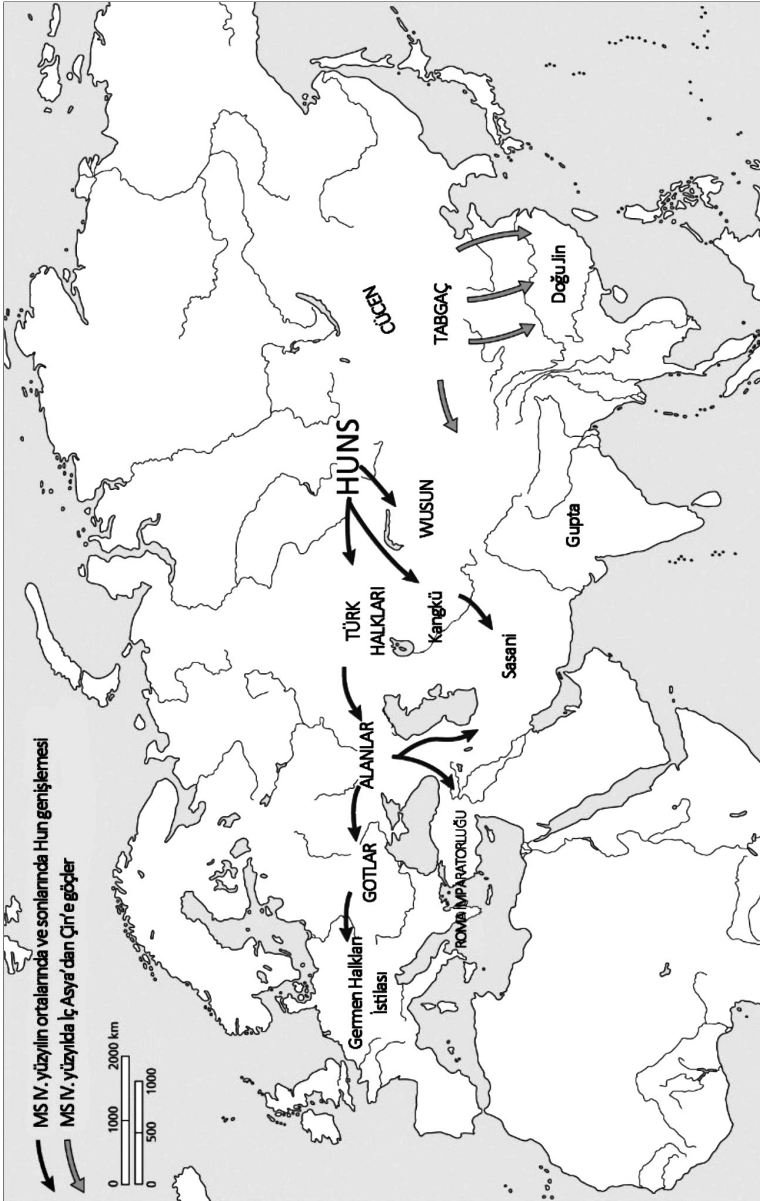 MS IV. yüzyılın ortalarında ve sonlarında Hun genişlemesi
MS IV. yüzyılda İç Asya'dan Çin'e göçler
0 1000 2000 km
0 500 1000
HUNS
CÜCEN
TABGAÇ
WUSUN
TÜRK
HALKLARI
Kangkü
ALANLAR
GOTLAR
Germen Halkları
İstilası
ROMA İMPARATORLUĞU
Sasani
Gupta
Doğu Jin